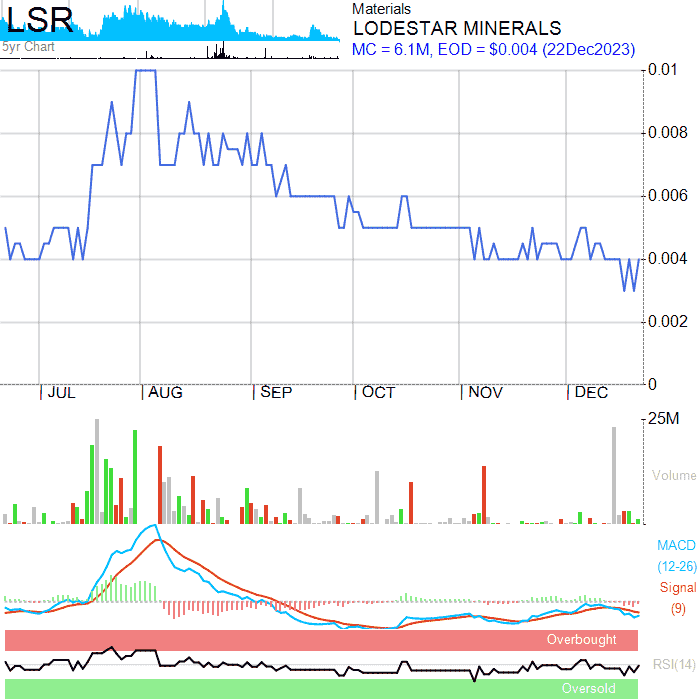 LSR
5yr Chart
Materials
LODESTAR MINERALS
MC = 6.1M, EOD = $0.004 (22Dec2023)
0.01
0.008
0.006
0.004
0.002
0
JUL AUG SEP OCT NOV DEC
25M
Volume
MACD
(12-26)
Signal
(9)
Overbought
RSI(14)
Oversold